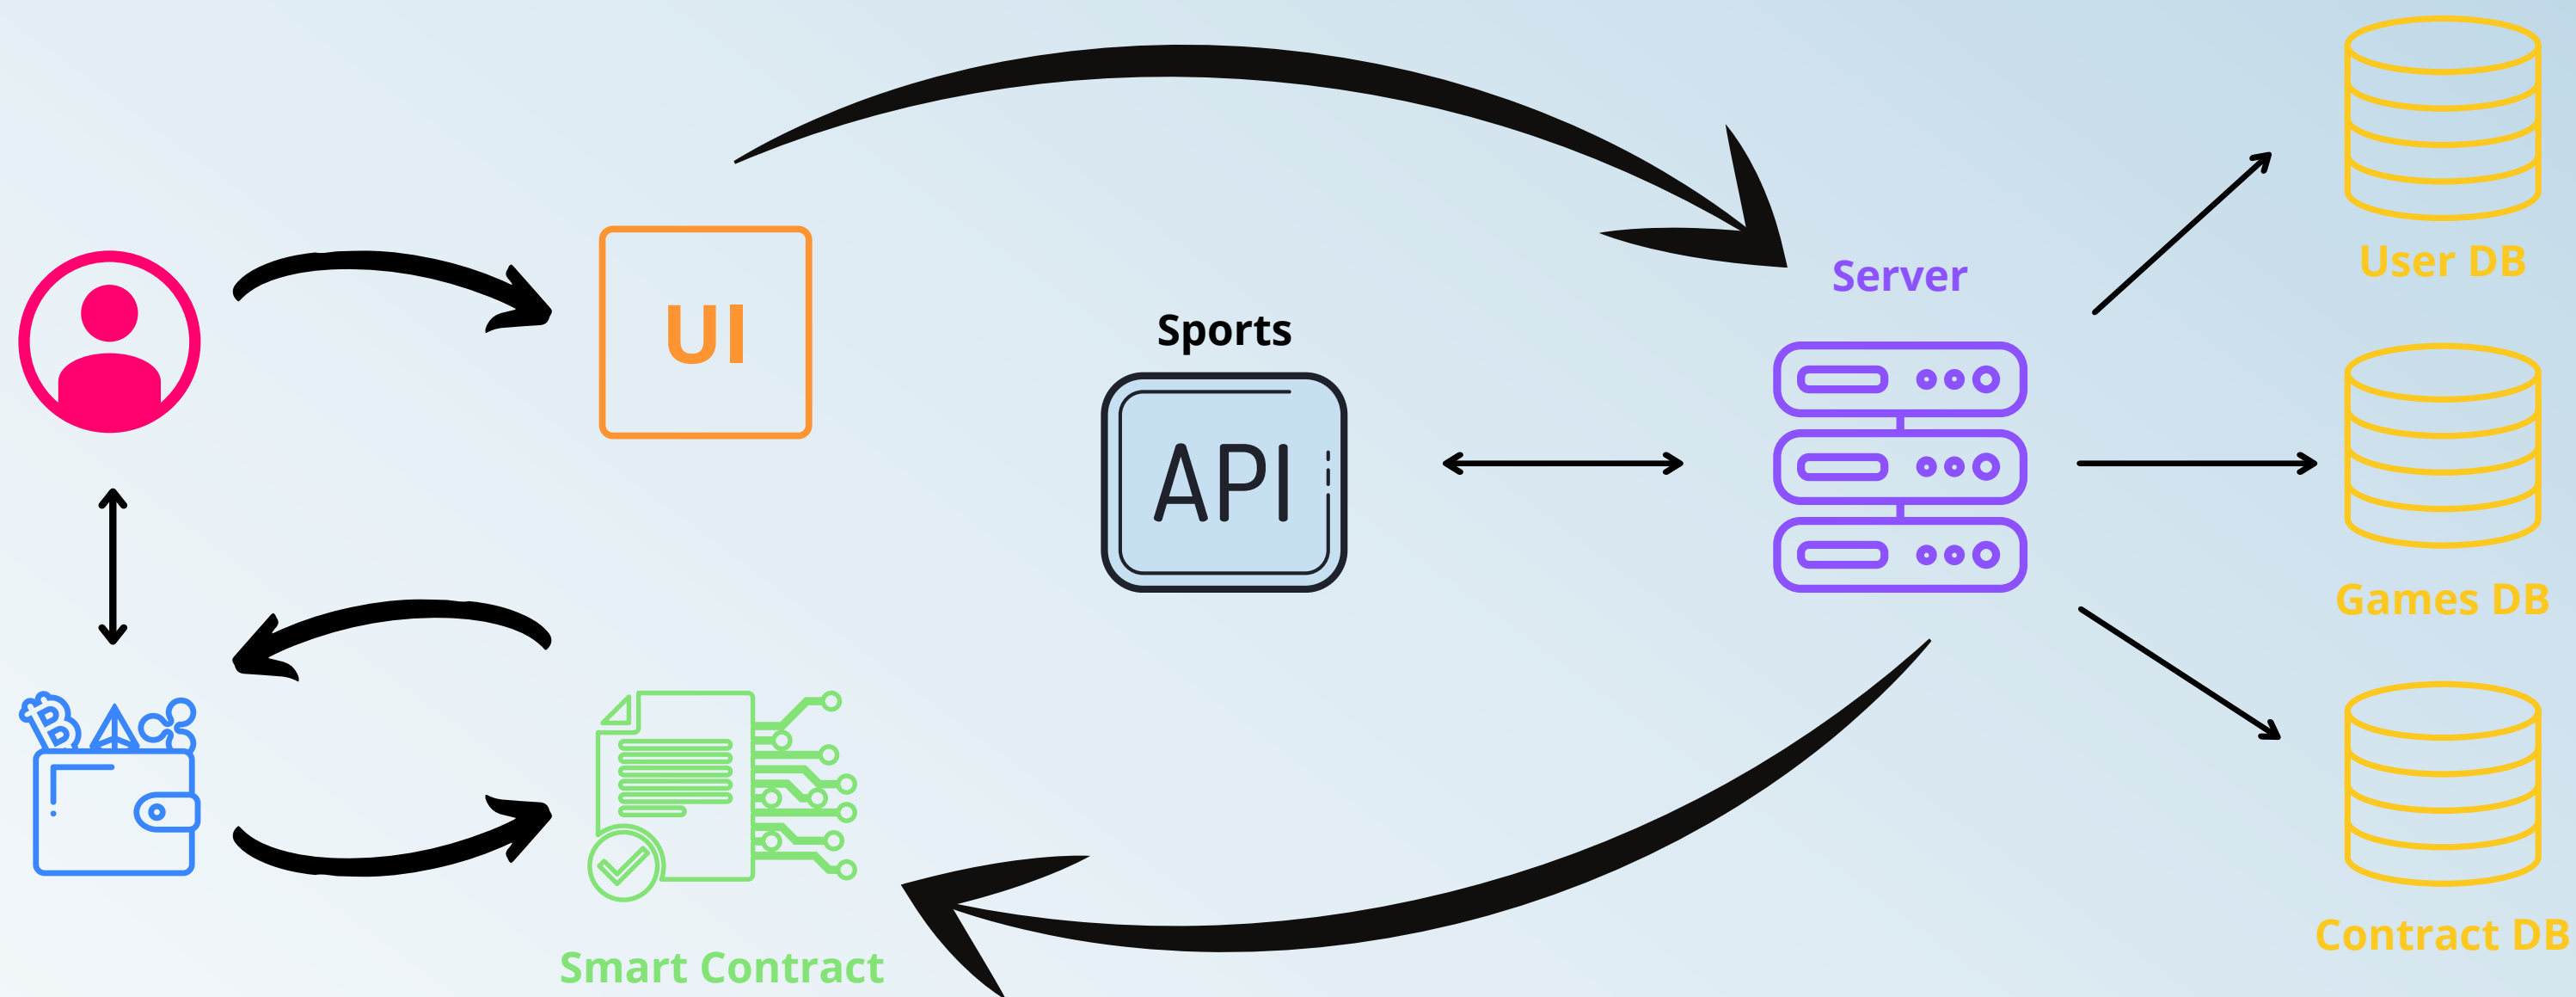 User DB
Server
UI
Sports
API
Games DB
Smart Contract
Contract DB